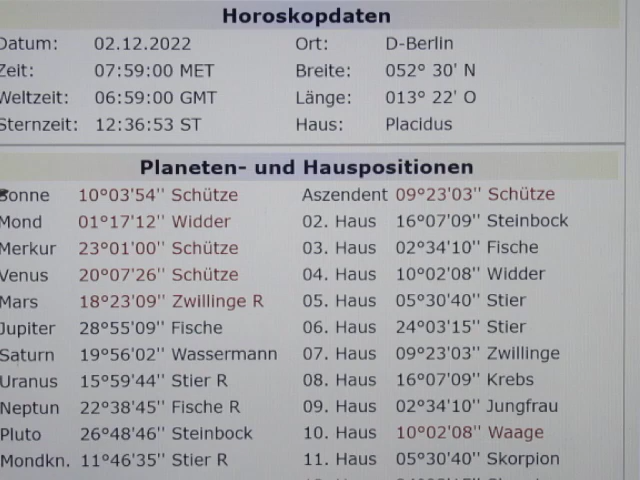 Horoskopdaten
Datum: 02.12.2022 Ort: D-Berlin
Zeit: 07:59:00 MET Breite: 052° 30' N
Weltzeit: 06:59:00 GMT Länge: 013° 22' O
Sternzeit: 12:36:53 ST Haus: Placidus
Planeten- und Hauspositionen
Sonne 10°03'54'' Schütze Aszendent 09°23'03'' Schütze
Mond 01°17'12'' Widder 02. Haus 16°07'09'' Steinbock
Merkur 23°01'00'' Schütze 03. Haus 02°34'10'' Fische
Venus 20°07'26'' Schütze 04. Haus 10°02'08'' Widder
Mars 18°23'09'' Zwillinge R 05. Haus 05°30'40'' Stier
Jupiter 28°55'09'' Fische 06. Haus 24°03'15'' Stier
Saturn 19°56'02'' Wassermann 07. Haus 09°23'03'' Zwillinge
Uranus 15°59'44'' Stier R 08. Haus 16°07'09'' Krebs
Neptun 22°38'45'' Fische R 09. Haus 02°34'10'' Jungfrau
Pluto 26°48'46'' Steinbock 10. Haus 10°02'08'' Waage
Mondkn. 11°46'35'' Stier R 11. Haus 05°30'40'' Skorpion